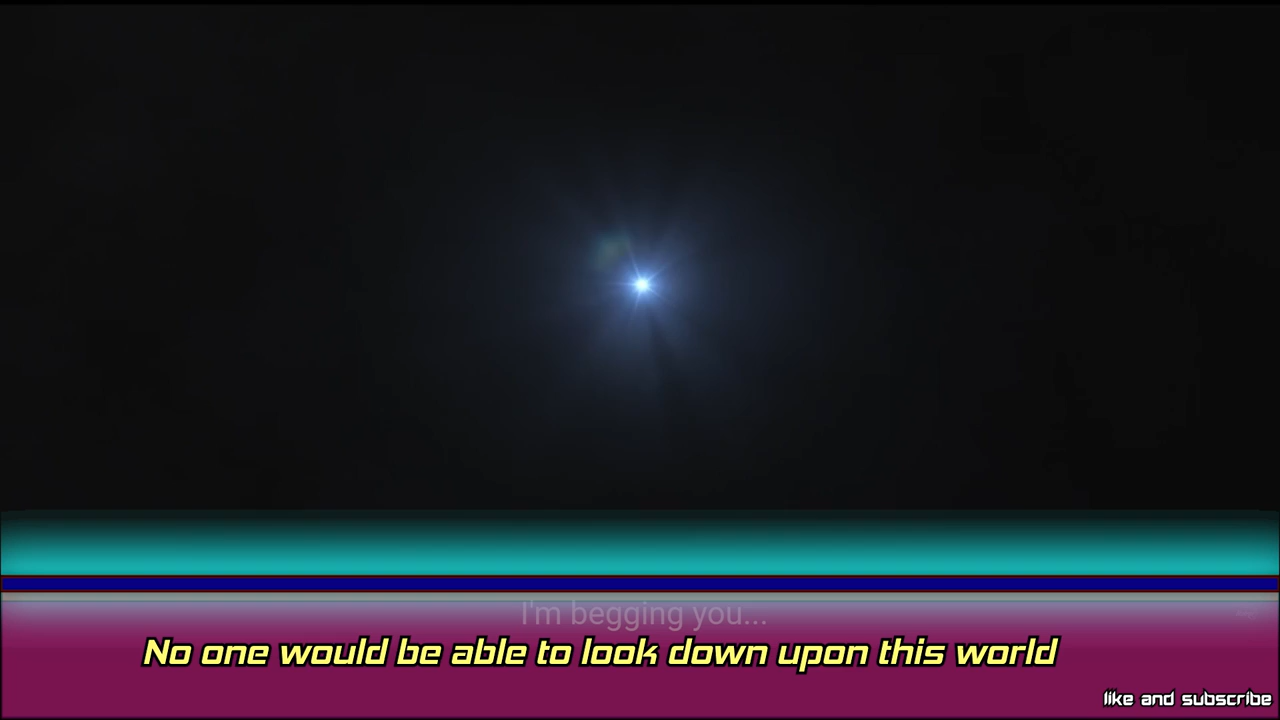 I'm begging you...
No one would be able to look down upon this world
like and subscribe